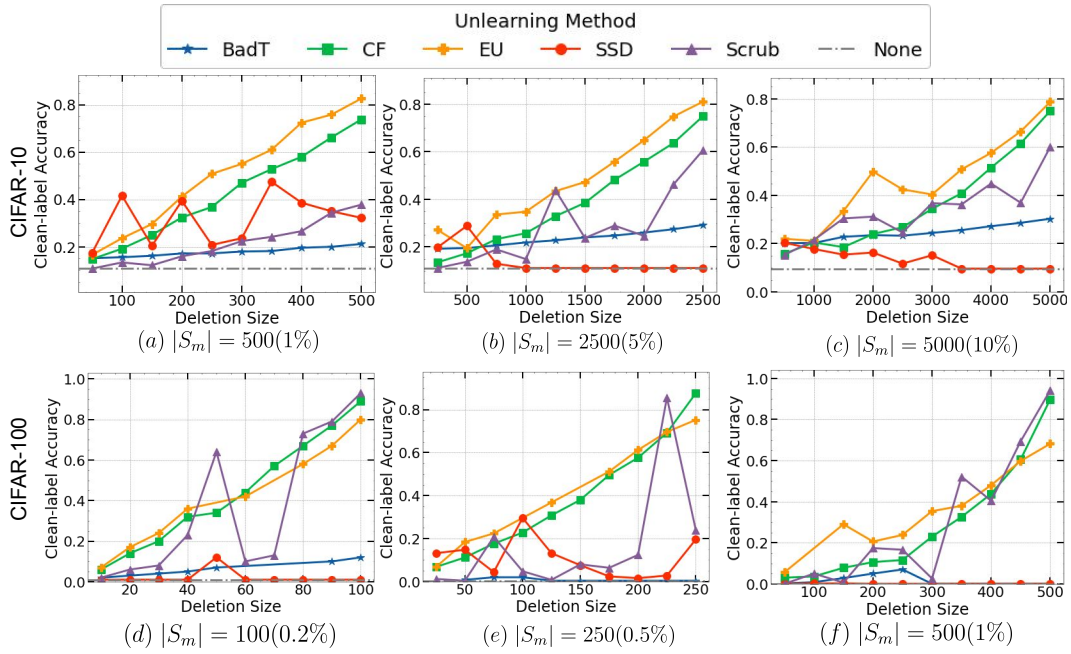 Unlearning Method
BadT CF EU SSD Scrub None
CIFAR-10
Clean-label Accuracy
0.8
0.6
0.4
0.2
100 200 300 400 500
Deletion Size
(a) |S_m| = 500(1%)
Clean-label Accuracy
0.8
0.6
0.4
0.2
500 1000 1500 2000 2500
Deletion Size
(b) |S_m| = 2500(5%)
Clean-label Accuracy
0.8
0.6
0.4
0.2
0.0
1000 2000 3000 4000 5000
Deletion Size
(c) |S_m| = 5000(10%)
CIFAR-100
Clean-label Accuracy
1.0
0.8
0.6
0.4
0.2
0.0
20 40 60 80 100
Deletion Size
(d) |S_m| = 100(0.2%)
Clean-label Accuracy
0.8
0.6
0.4
0.2
0.0
50 100 150 200 250
Deletion Size
(e) |S_m| = 250(0.5%)
Clean-label Accuracy
1.0
0.8
0.6
0.4
0.2
0.0
100 200 300 400 500
Deletion Size
(f) |S_m| = 500(1%)